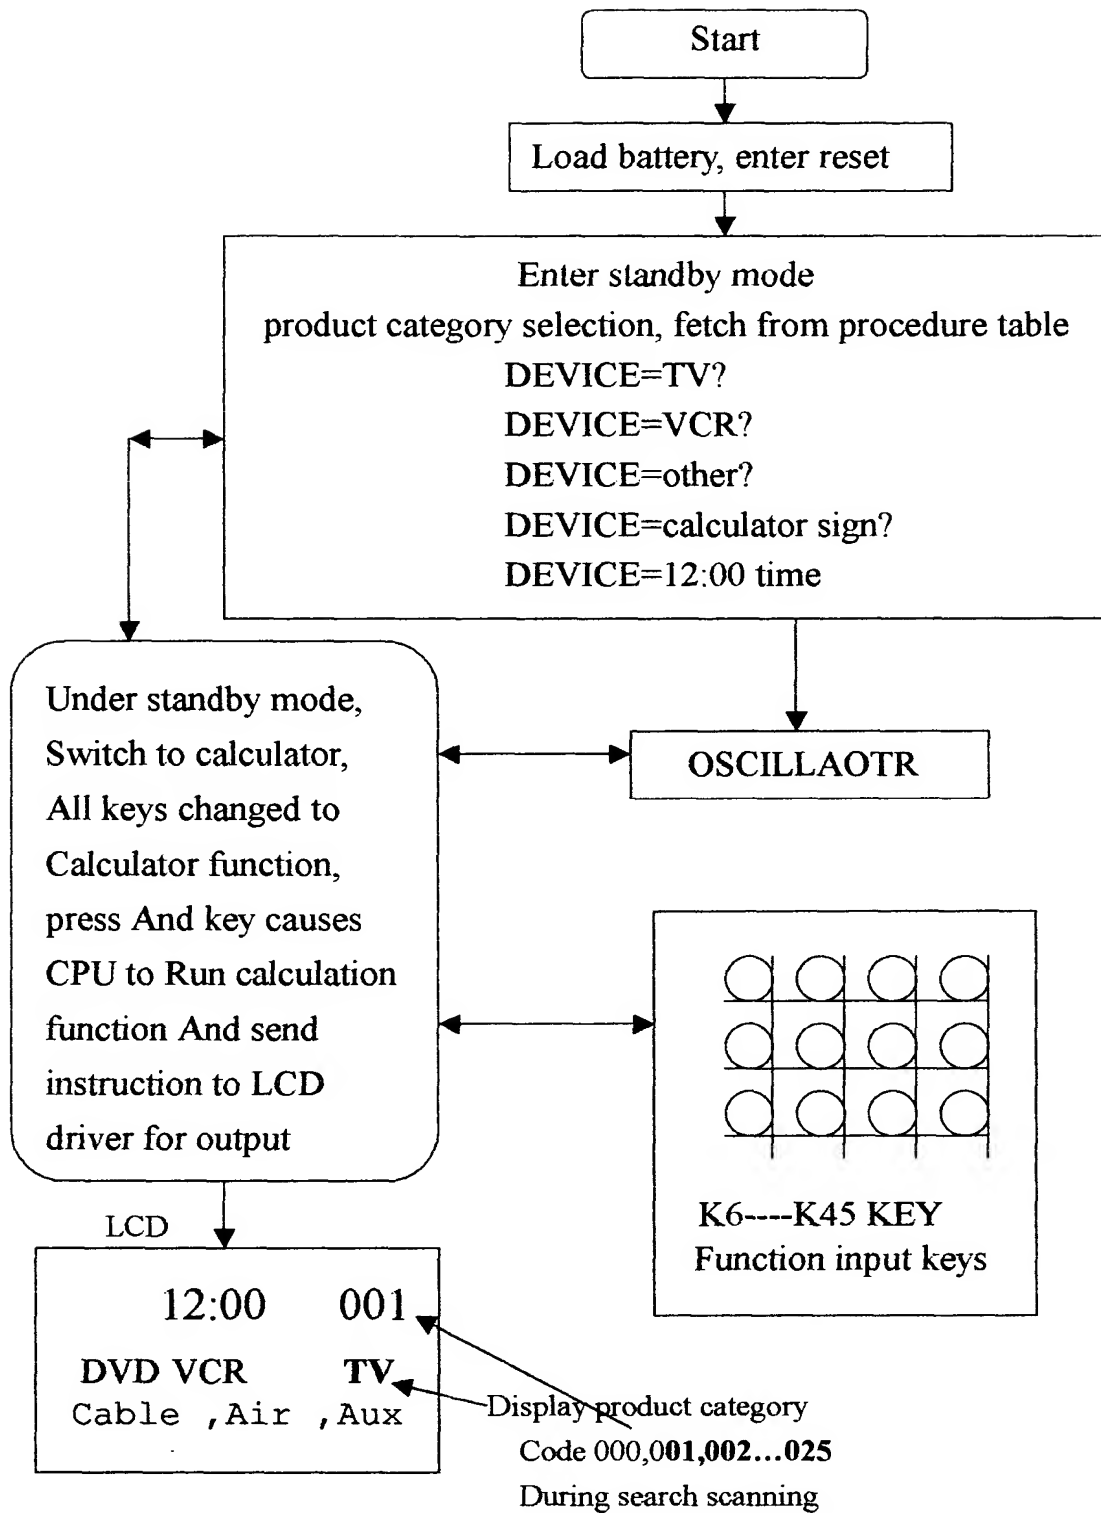 Start
Load battery, enter reset
Enter standby mode
product category selection, fetch from procedure table
DEVICE=TV?
DEVICE=VCR?
DEVICE=other?
DEVICE=calculator sign?
DEVICE=12:00 time
Under standby mode,
Switch to calculator,
All keys changed to
Calculator function,
press And key causes
CPU to Run calculation
function And send
instruction to LCD
driver for output
OSCILLAOTR
K6----K45 KEY
Function input keys
LCD
12:00 001
DVD VCR TV
Cable ,Air ,Aux
Display product category
Code 000,001,002...025
During search scanning